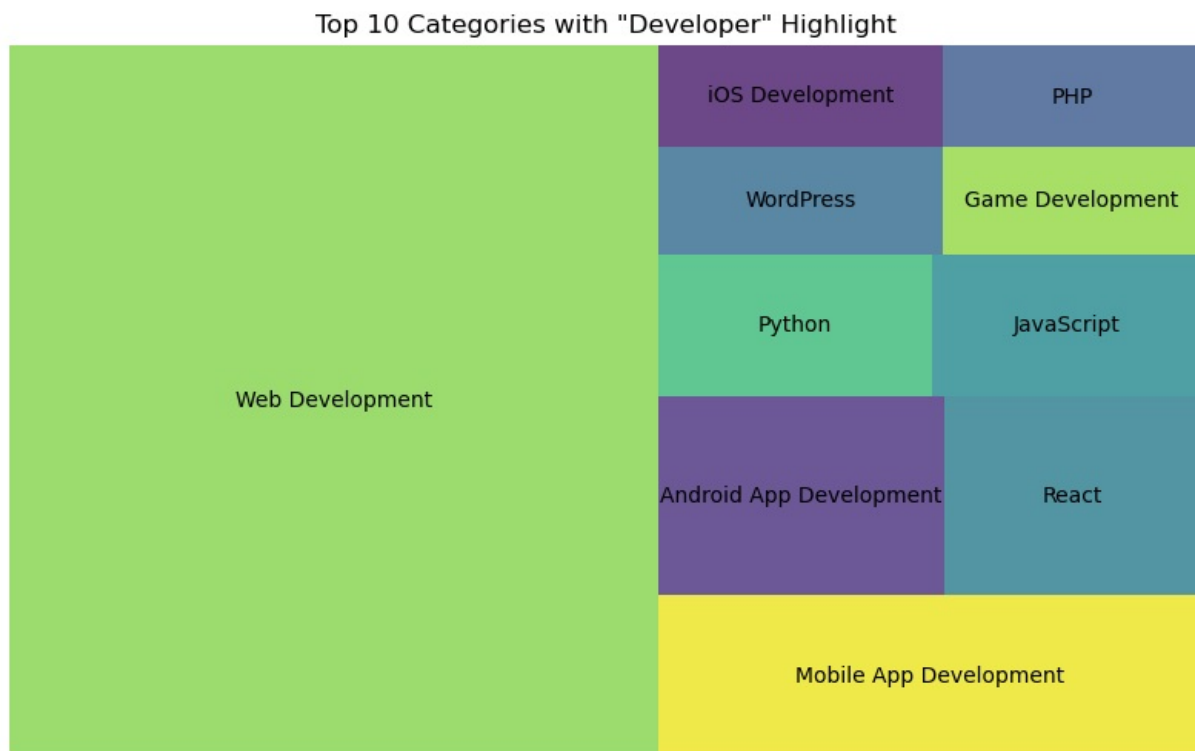 Top 10 Categories with "Developer" Highlight
iOS Development
PHP
WordPress
Game Development
Python
JavaScript
Web Development
Android App Development
React
Mobile App Development